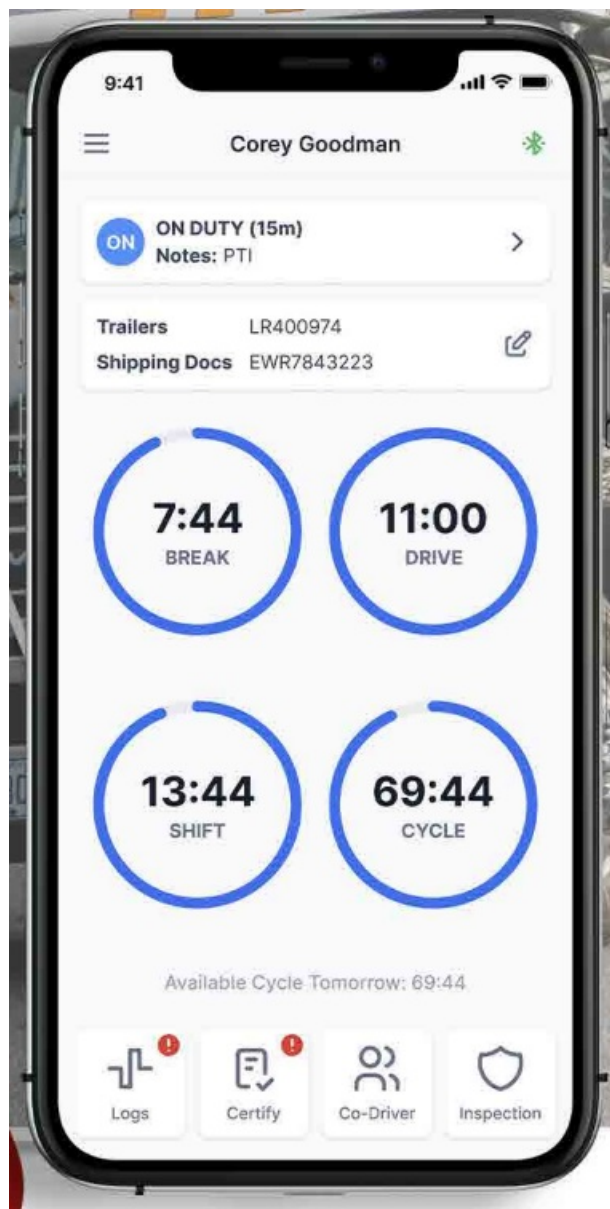 9:41
Corey Goodman
ON
ON DUTY (15m)
Notes: PTI
Trailers LR400974
Shipping Docs EWR7843223
7:44
BREAK
11:00
DRIVE
13:44
SHIFT
69:44
CYCLE
Available Cycle Tomorrow: 69:44
Logs
Certify
Co-Driver
Inspection